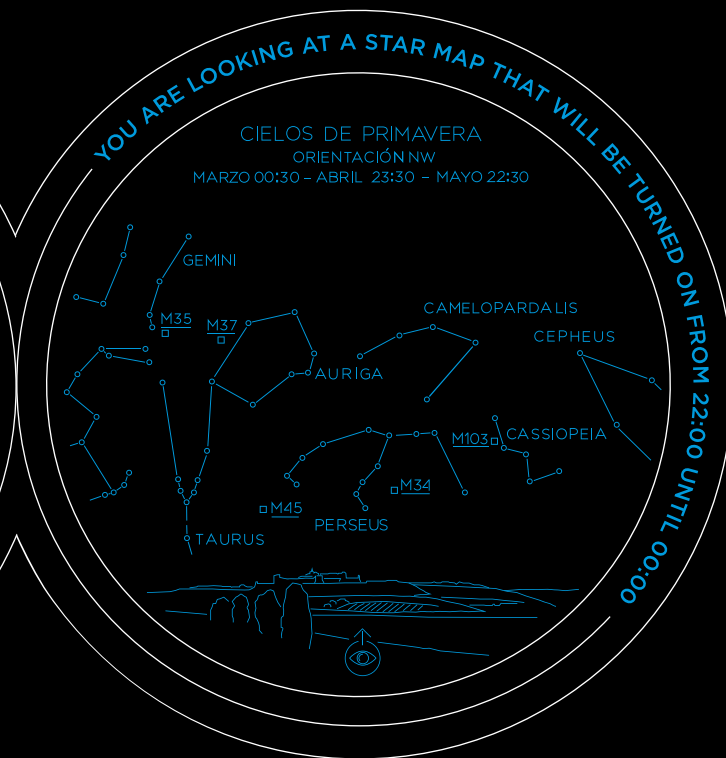 YOU ARE LOOKING AT A STAR MAP THAT WILL BE TURNED ON FROM 22:00 UNTIL 00:00
CIELOS DE PRIMAVERA
ORIENTACIÓN NW
MARZO 00:30 – ABRIL 23:30 – MAYO 22:30
GEMINI
M35
M37
CAMELOPARDALIS
CEPHEUS
AURIGA
M103
CASSIOPEIA
M34
M45
PERSEUS
TAURUS